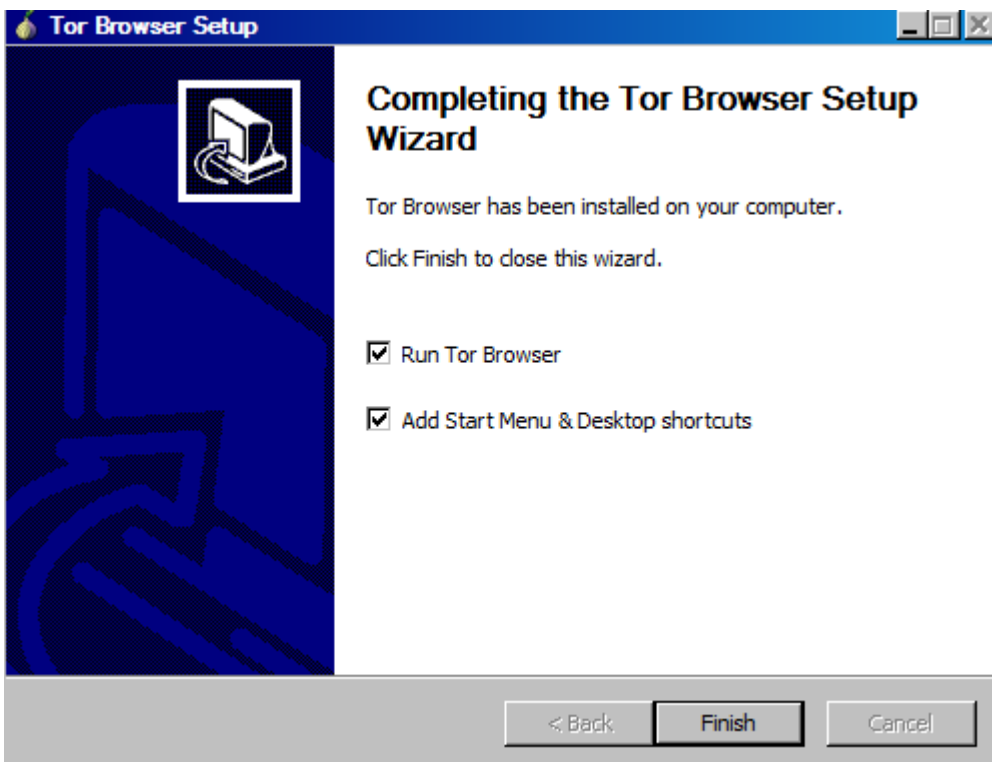 Tor Browser Setup
Completing the Tor Browser Setup
Wizard
Tor Browser has been installed on your computer.
Click Finish to close this wizard.
Run Tor Browser
Add Start Menu & Desktop shortcuts
< Back
Finish
Cancel